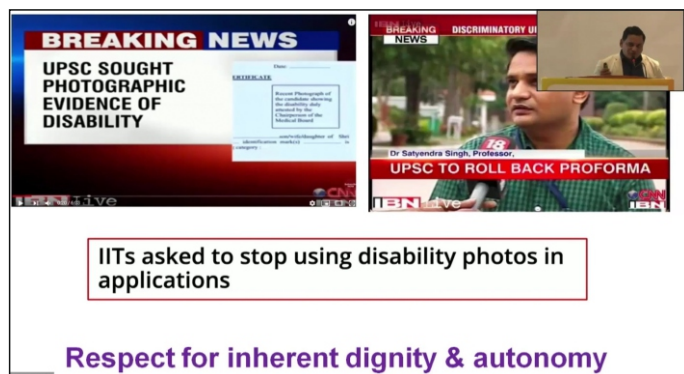 BREAKING NEWS
UPSC SOUGHT
PHOTOGRAPHIC
EVIDENCE OF
DISABILITY
Date:
CERTIFICATE
Recent Photograph of
the candidate showing
the disability duly
attested by the
Chairperson of the
Medical Board
identification mark(s) is
category :
IBN Live
CNN
BREAKING
NEWS
DISCRIMINATORY
18
Dr Satyendra Singh, Professor,
UPSC TO ROLL BACK PROFORMA
IBN live
CNN
IBN
IITs asked to stop using disability photos in
applications
Respect for inherent dignity & autonomy